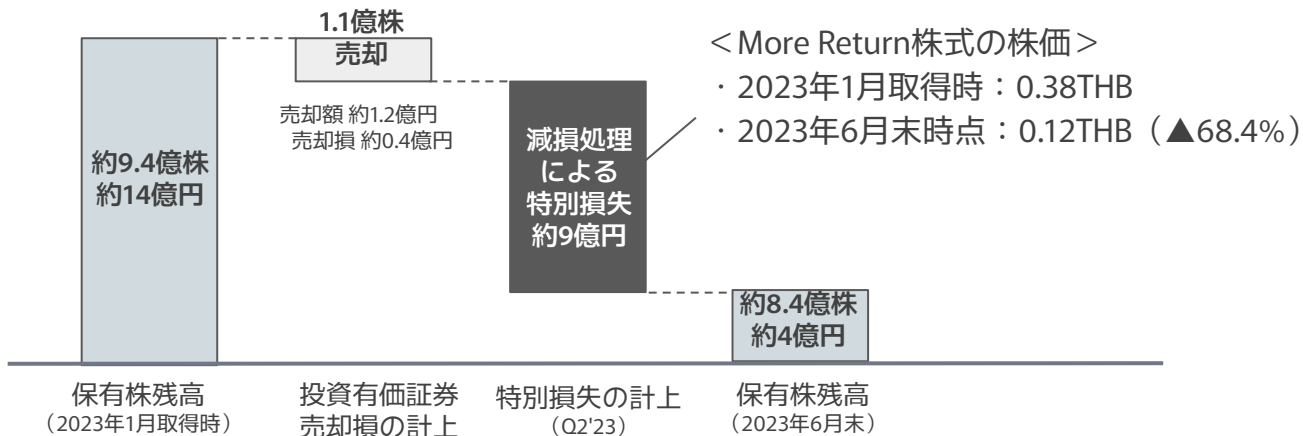 1.1億株
売却
売却額 約1.2億円
売却損 約0.4億円
約9.4億株
約14億円
減損処理
による
特別損失
約9億円
＜More Return株式の株価＞
・2023年1月取得時：0.38THB
・2023年6月末時点：0.12THB（▲68.4%）
約8.4億株
約4億円
保有株残高
（2023年1月取得時）
投資有価証券
売却損の計上
特別損失の計上
（Q2'23）
保有株残高
（2023年6月末）